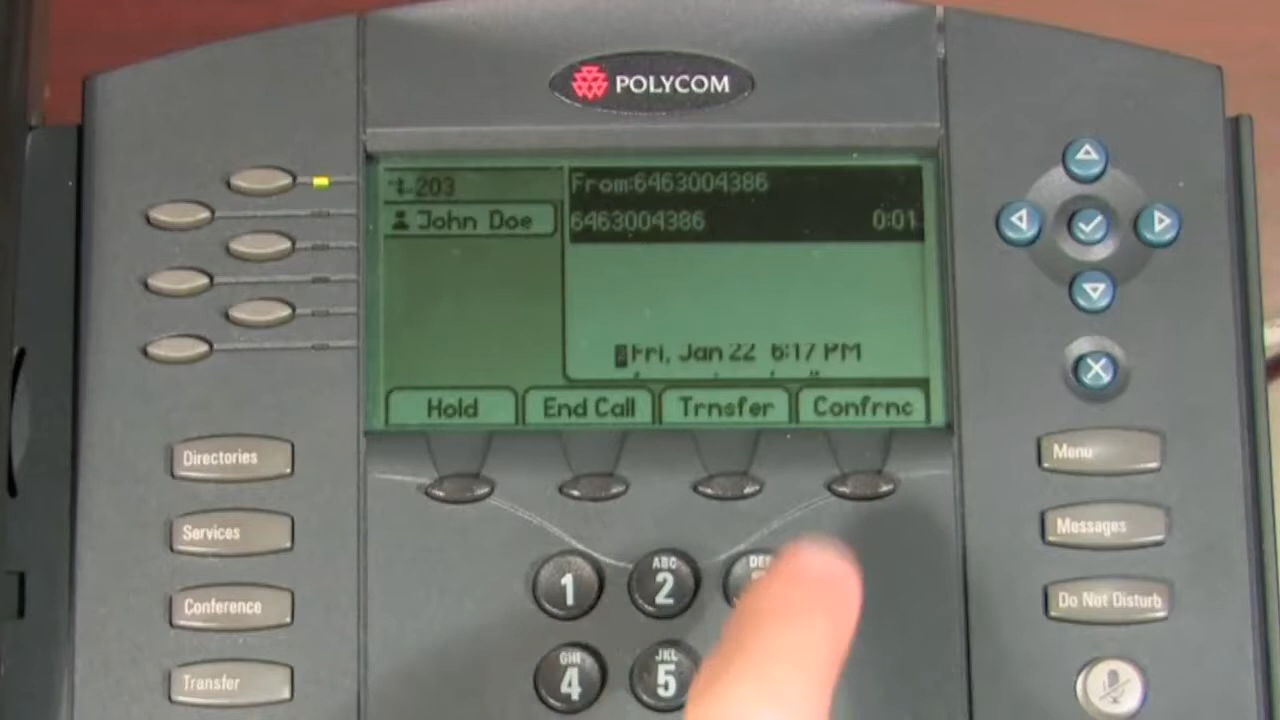 POLYCOM
203
John Doe
From:6463004386
6463004386 0:01
Fri, Jan 22 6:17 PM
Hold
End Call
Trnsfer
Confrnc
Directories
Services
Conference
Transfer
Menu
Messages
Do Not Disturb
1
ABC
2
GHI
4
JKL
5